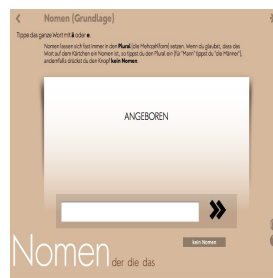 Nomen (Grundlage)
Tippe das ganze Wort mit ä oder e.
Nomen lassen sich fast immer in den Plural (die Mehrzahlform) setzen. Wenn du glaubst, dass das
Wort auf dem Kärtchen ein Nomen ist, so tippst du den Plural ein (für "Mann" tippst du "die Männer"),
andernfalls drückst du den Knopf kein Nomen.
ANGEBOREN
kein Nomen
Nomen der die das